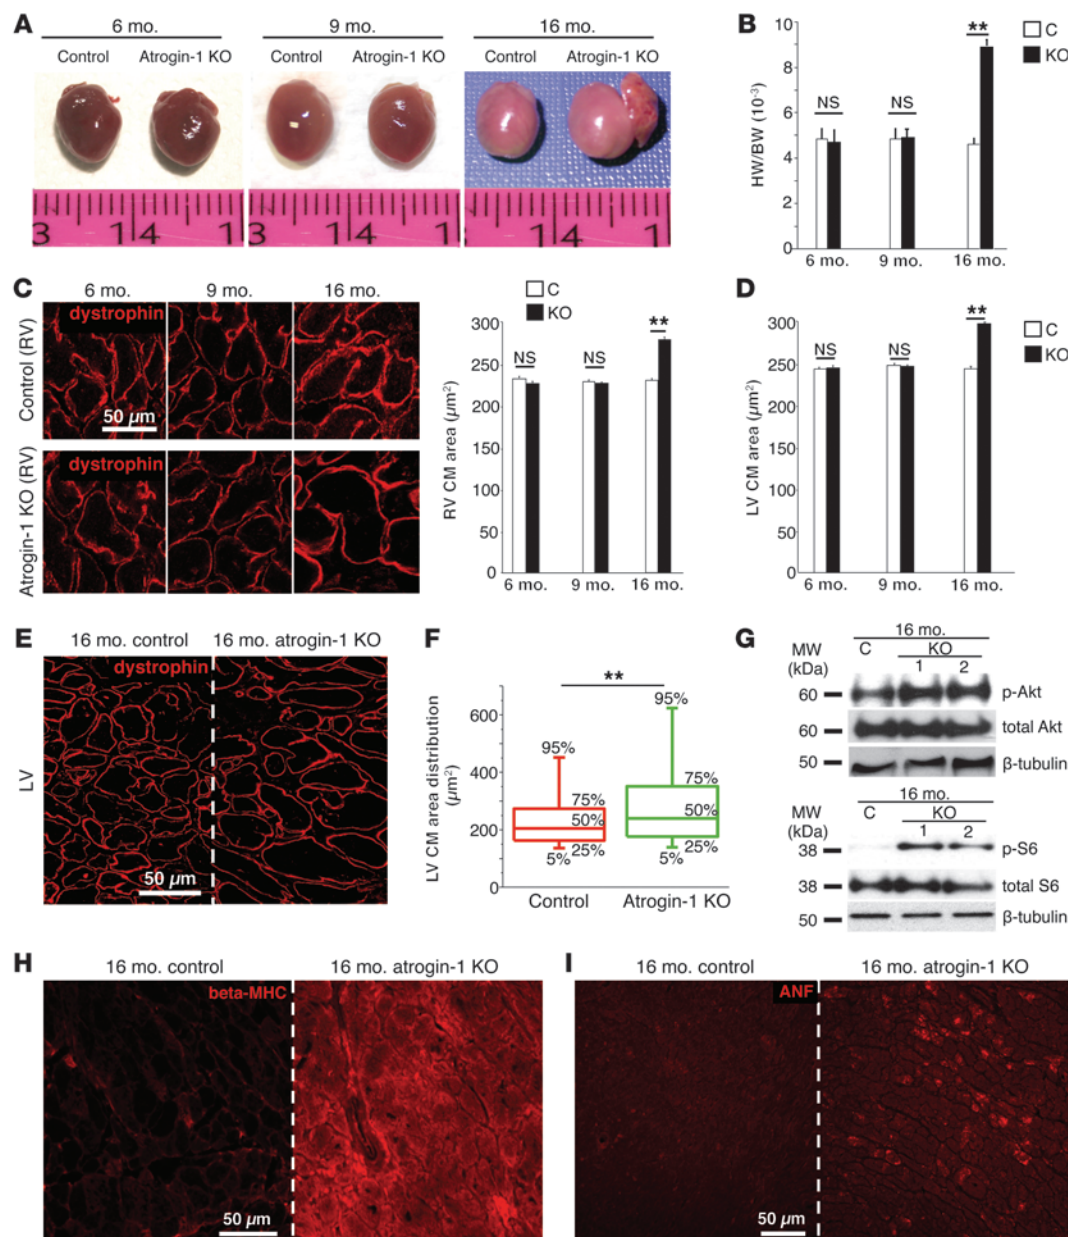 A
6 mo.
9 mo.
16 mo.
Control
Atrogin-1 KO
Control
Atrogin-1 KO
Control
Atrogin-1 KO
3 1 4 1
3 1 4 1
3 1 4 1
B
HW/BW (10-3)
10
8
6
4
2
0
NS
NS
**
C
KO
6 mo.
9 mo.
16 mo.
C
6 mo.
9 mo.
16 mo.
Control (RV)
dystrophin
50 µm
Atrogin-1 KO (RV)
dystrophin
C
KO
RV CM area (µm2)
300
250
200
150
100
50
0
NS
NS
**
6 mo.
9 mo.
16 mo.
D
LV CM area (µm2)
300
250
200
150
100
50
0
NS
NS
**
C
KO
6 mo.
9 mo.
16 mo.
E
16 mo. control
16 mo. atrogin-1 KO
LV
dystrophin
50 µm
F
LV CM area distribution
(µm2)
600
400
200
0
**
95%
75%
50%
25%
5%
95%
75%
50%
25%
5%
Control
Atrogin-1 KO
G
16 mo.
MW
(kDa)
C
KO
1 2
60
p-Akt
60
total Akt
50
β-tubulin
16 mo.
MW
(kDa)
C
KO
1 2
38
p-S6
38
total S6
50
β-tubulin
H
16 mo. control
16 mo. atrogin-1 KO
beta-MHC
50 µm
I
16 mo. control
16 mo. atrogin-1 KO
ANF
50 µm